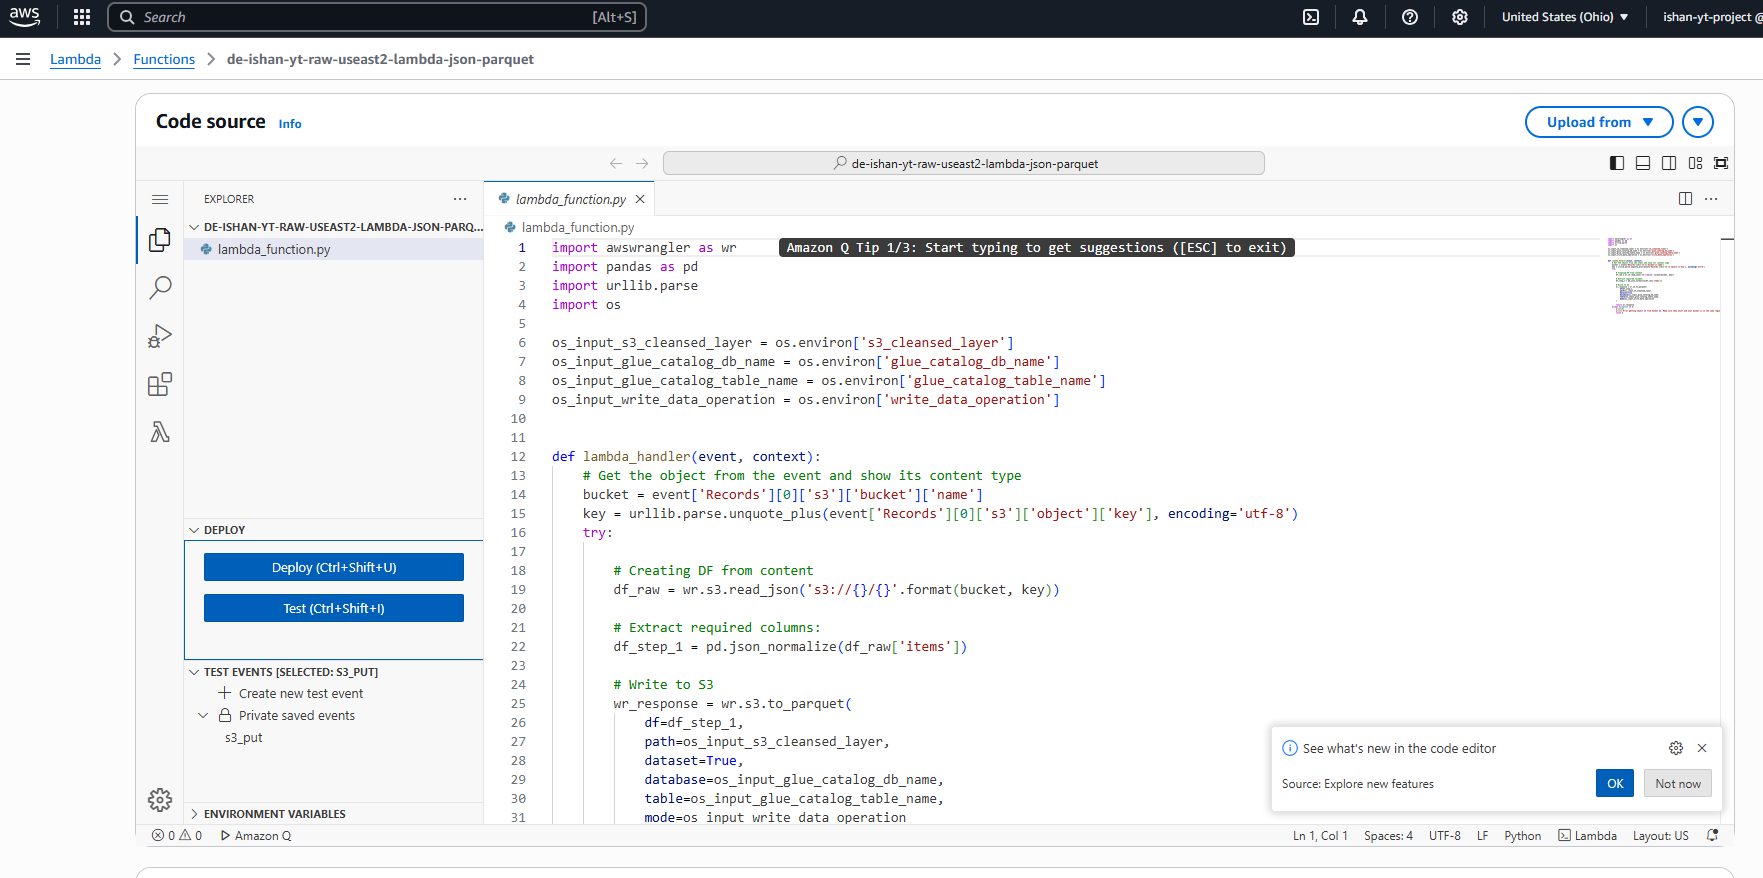 aws Search [Alt+S] United States (Ohio) ishan-yt-project @
Lambda Functions de-ishan-yt-raw-useast2-lambda-json-parquet
Code source Info Upload from
de-ishan-yt-raw-useast2-lambda-json-parquet
EXPLORER
DE-ISHAN-YT-RAW-USEAST2-LAMBDA-JSON-PARQ...
lambda_function.py
DEPLOY
Deploy (Ctrl+Shift+U)
Test (Ctrl+Shift+I)
TEST EVENTS [SELECTED: S3_PUT]
Create new test event
Private saved events
s3_put
ENVIRONMENT VARIABLES
lambda_function.py
lambda_function.py
1 import awswrangler as wr Amazon Q Tip 1/3: Start typing to get suggestions ([ESC] to exit)
2 import pandas as pd
3 import urllib.parse
4 import os
5
6 os_input_s3_cleansed_layer = os.environ['s3_cleansed_layer']
7 os_input_glue_catalog_db_name = os.environ['glue_catalog_db_name']
8 os_input_glue_catalog_table_name = os.environ['glue_catalog_table_name']
9 os_input_write_data_operation = os.environ['write_data_operation']
10
11
12 def lambda_handler(event, context):
13 # Get the object from the event and show its content type
14 bucket = event['Records'][0]['s3']['bucket']['name']
15 key = urllib.parse.unquote_plus(event['Records'][0]['s3']['object']['key'], encoding='utf-8')
16 try:
17
18 # Creating DF from content
19 df_raw = wr.s3.read_json('s3://{}/{}'.format(bucket, key))
20
21 # Extract required columns:
22 df_step_1 = pd.json_normalize(df_raw['items'])
23
24 # Write to S3
25 wr_response = wr.s3.to_parquet(
26 df=df_step_1,
27 path=os_input_s3_cleansed_layer,
28 dataset=True,
29 database=os_input_glue_catalog_db_name,
30 table=os_input_glue_catalog_table_name,
31 mode=os_input_write_data_operation
See what's new in the code editor
Source: Explore new features OK Not now
0 0 Amazon Q Ln 1, Col 1 Spaces: 4 UTF-8 LF Python Lambda Layout: US